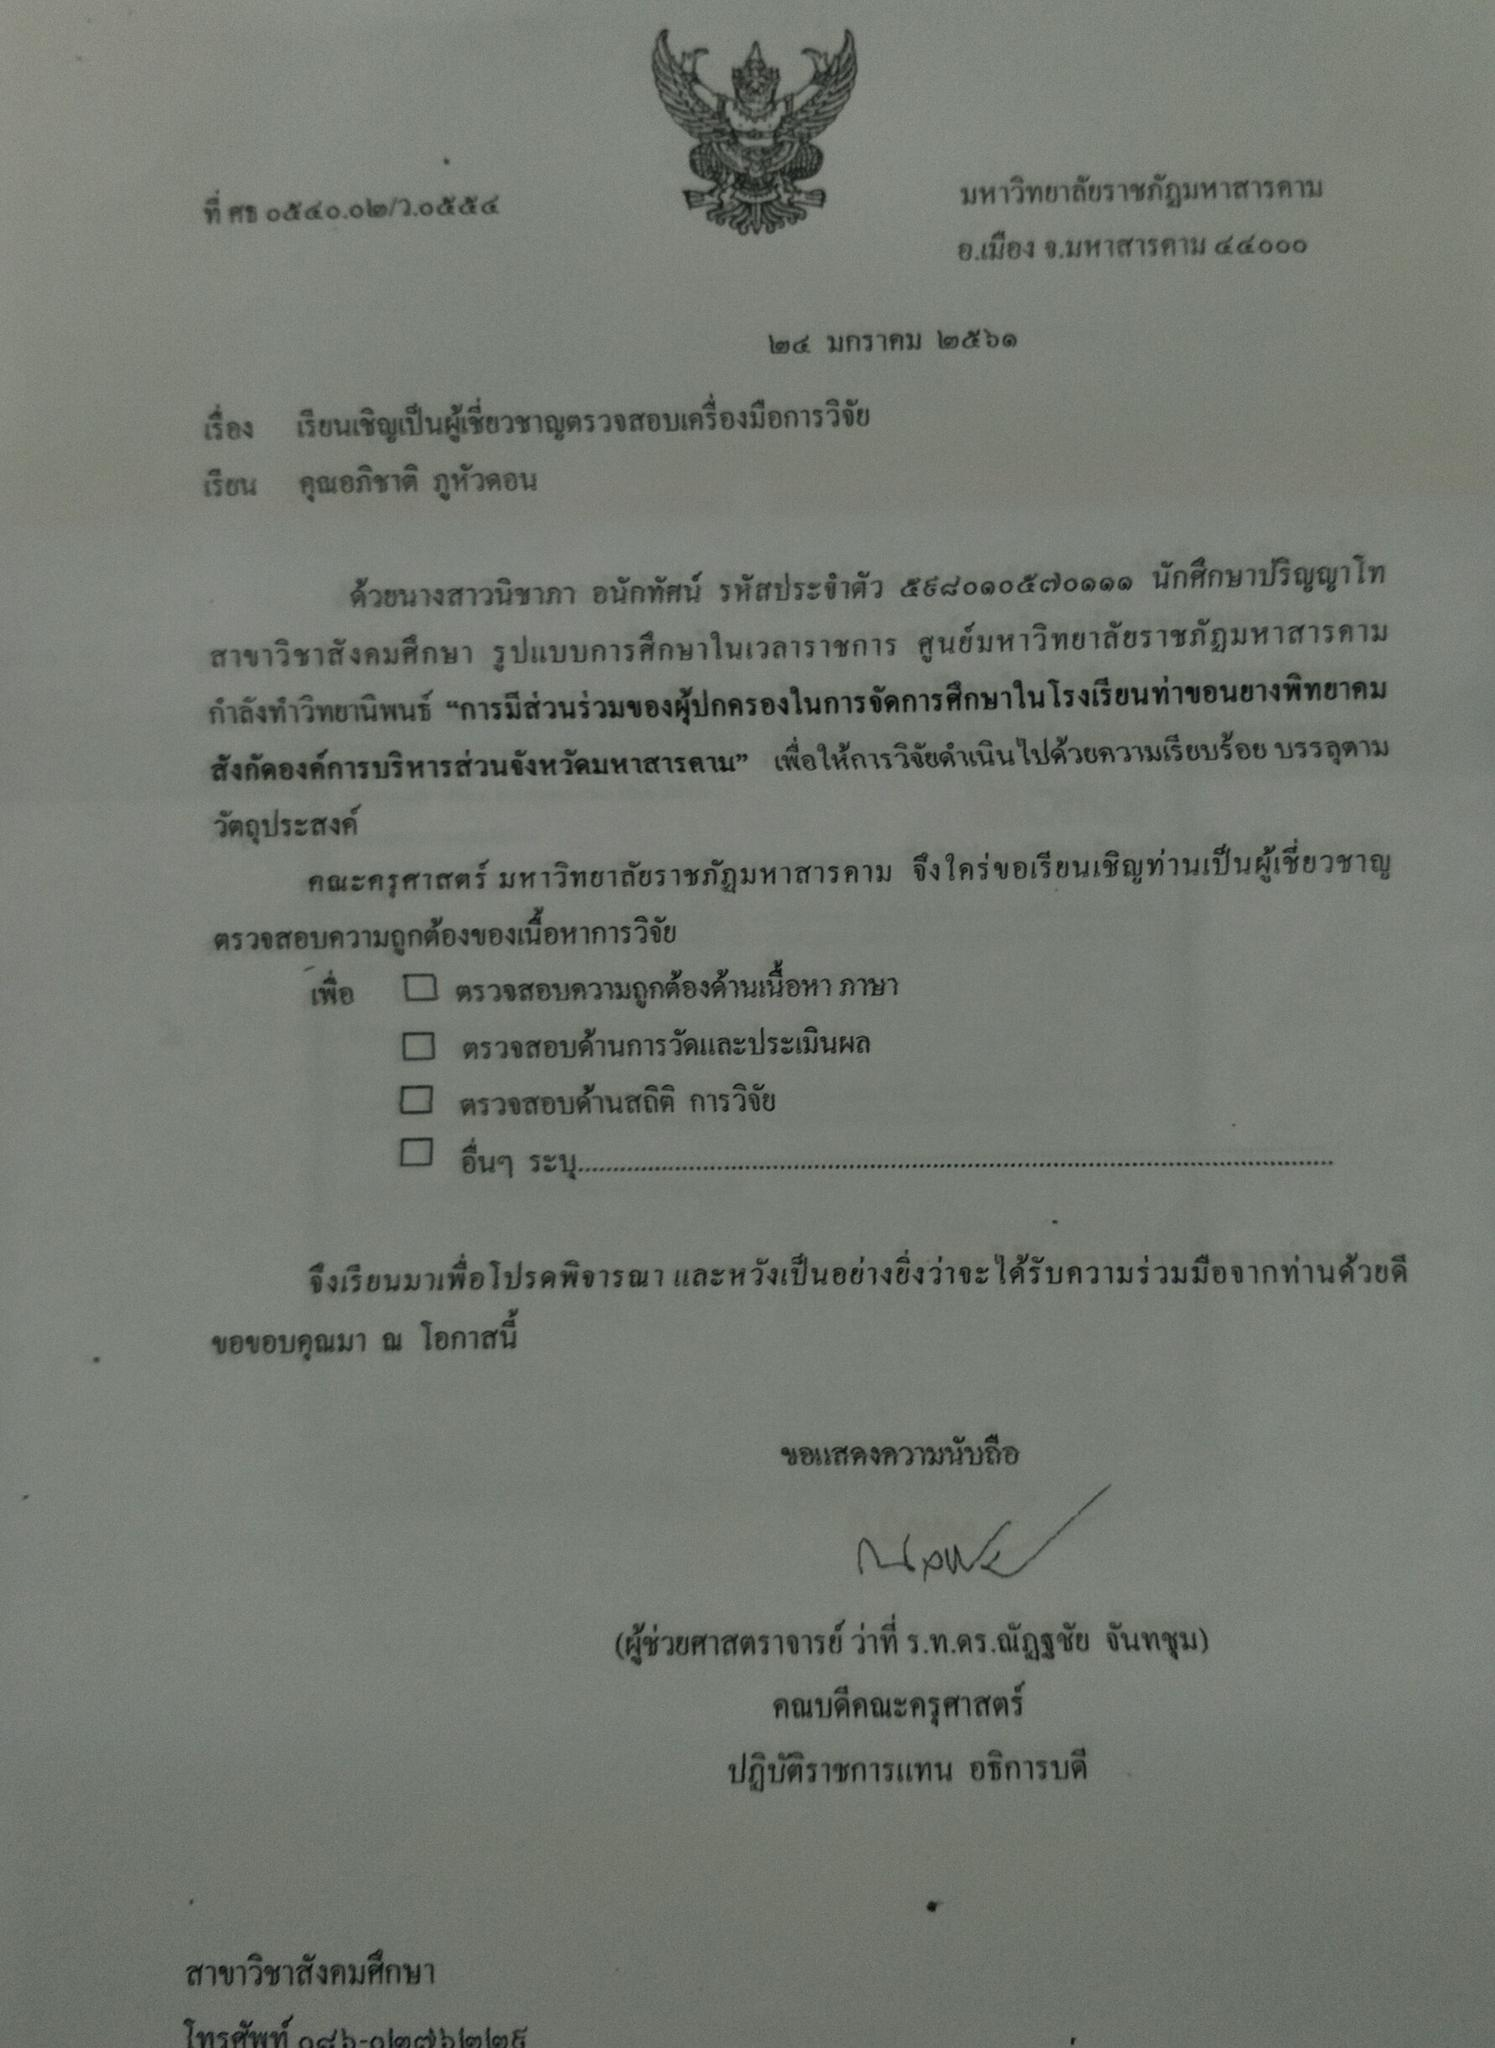 ที่ ศธ ๐๕๔๐.๐๒/ว.๐๕๕๔
มหาวิทยาลัยราชภัฏมหาสารคาม
อ.เมือง จ.มหาสารคาม ๔๔๐๐๐
๒๔ มกราคม ๒๕๖๑
เรื่อง เรียนเชิญเป็นผู้เชี่ยวชาญตรวจสอบเครื่องมือการวิจัย
เรียน คุณอภิชาติ ภูหัวดอน
ด้วยนางสาวนิชาภา อนักทัศน์ รหัสประจำตัว ๕๙๘๐๑๐๕๗๐๑๑๑ นักศึกษาปริญญาโท
สาขาวิชาสังคมศึกษา รูปแบบการศึกษาในเวลาราชการ ศูนย์มหาวิทยาลัยราชภัฏมหาสารคาม
กำลังทำวิทยานิพนธ์ “การมีส่วนร่วมของผู้ปกครองในการจัดการศึกษาในโรงเรียนท่าขอนยางพิทยาคม
สังกัดองค์การบริหารส่วนจังหวัดมหาสารคาม” เพื่อให้การวิจัยดำเนินไปด้วยความเรียบร้อย บรรลุตาม
วัตถุประสงค์
คณะครุศาสตร์ มหาวิทยาลัยราชภัฏมหาสารคาม จึงใคร่ขอเรียนเชิญท่านเป็นผู้เชี่ยวชาญ
ตรวจสอบความถูกต้องของเนื้อหาการวิจัย
เพื่อ ☐ ตรวจสอบความถูกต้องด้านเนื้อหา ภาษา
☐ ตรวจสอบด้านการวัดและประเมินผล
☐ ตรวจสอบด้านสถิติ การวิจัย
☐ อื่นๆ ระบุ..........................................................................................
จึงเรียนมาเพื่อโปรดพิจารณา และหวังเป็นอย่างยิ่งว่าจะได้รับความร่วมมือจากท่านด้วยดี
ขอขอบคุณมา ณ โอกาสนี้
ขอแสดงความนับถือ
(ผู้ช่วยศาสตราจารย์ ว่าที่ ร.ท.ดร.ณัฏฐชัย จันทชุม)
คณบดีคณะครุศาสตร์
ปฏิบัติราชการแทน อธิการบดี
สาขาวิชาสังคมศึกษา
โทรศัพท์